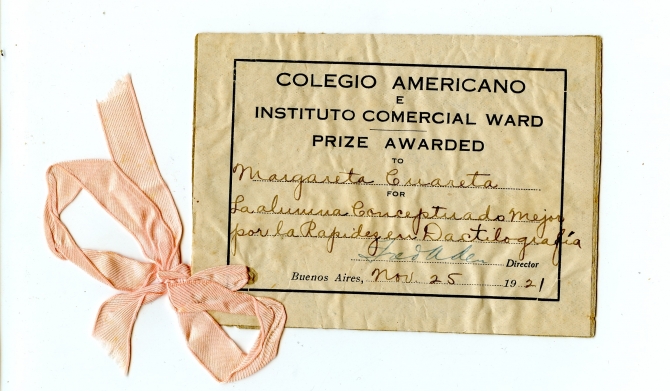 COLEGIO AMERICANO
E
INSTITUTO COMERCIAL WARD
PRIZE AWARDED
TO
Margareta Cuareta
FOR
La alumna Conceptuado Mejor
por la Rapidez en Dactilografía
Director
Buenos Aires, Nov. 25 1921